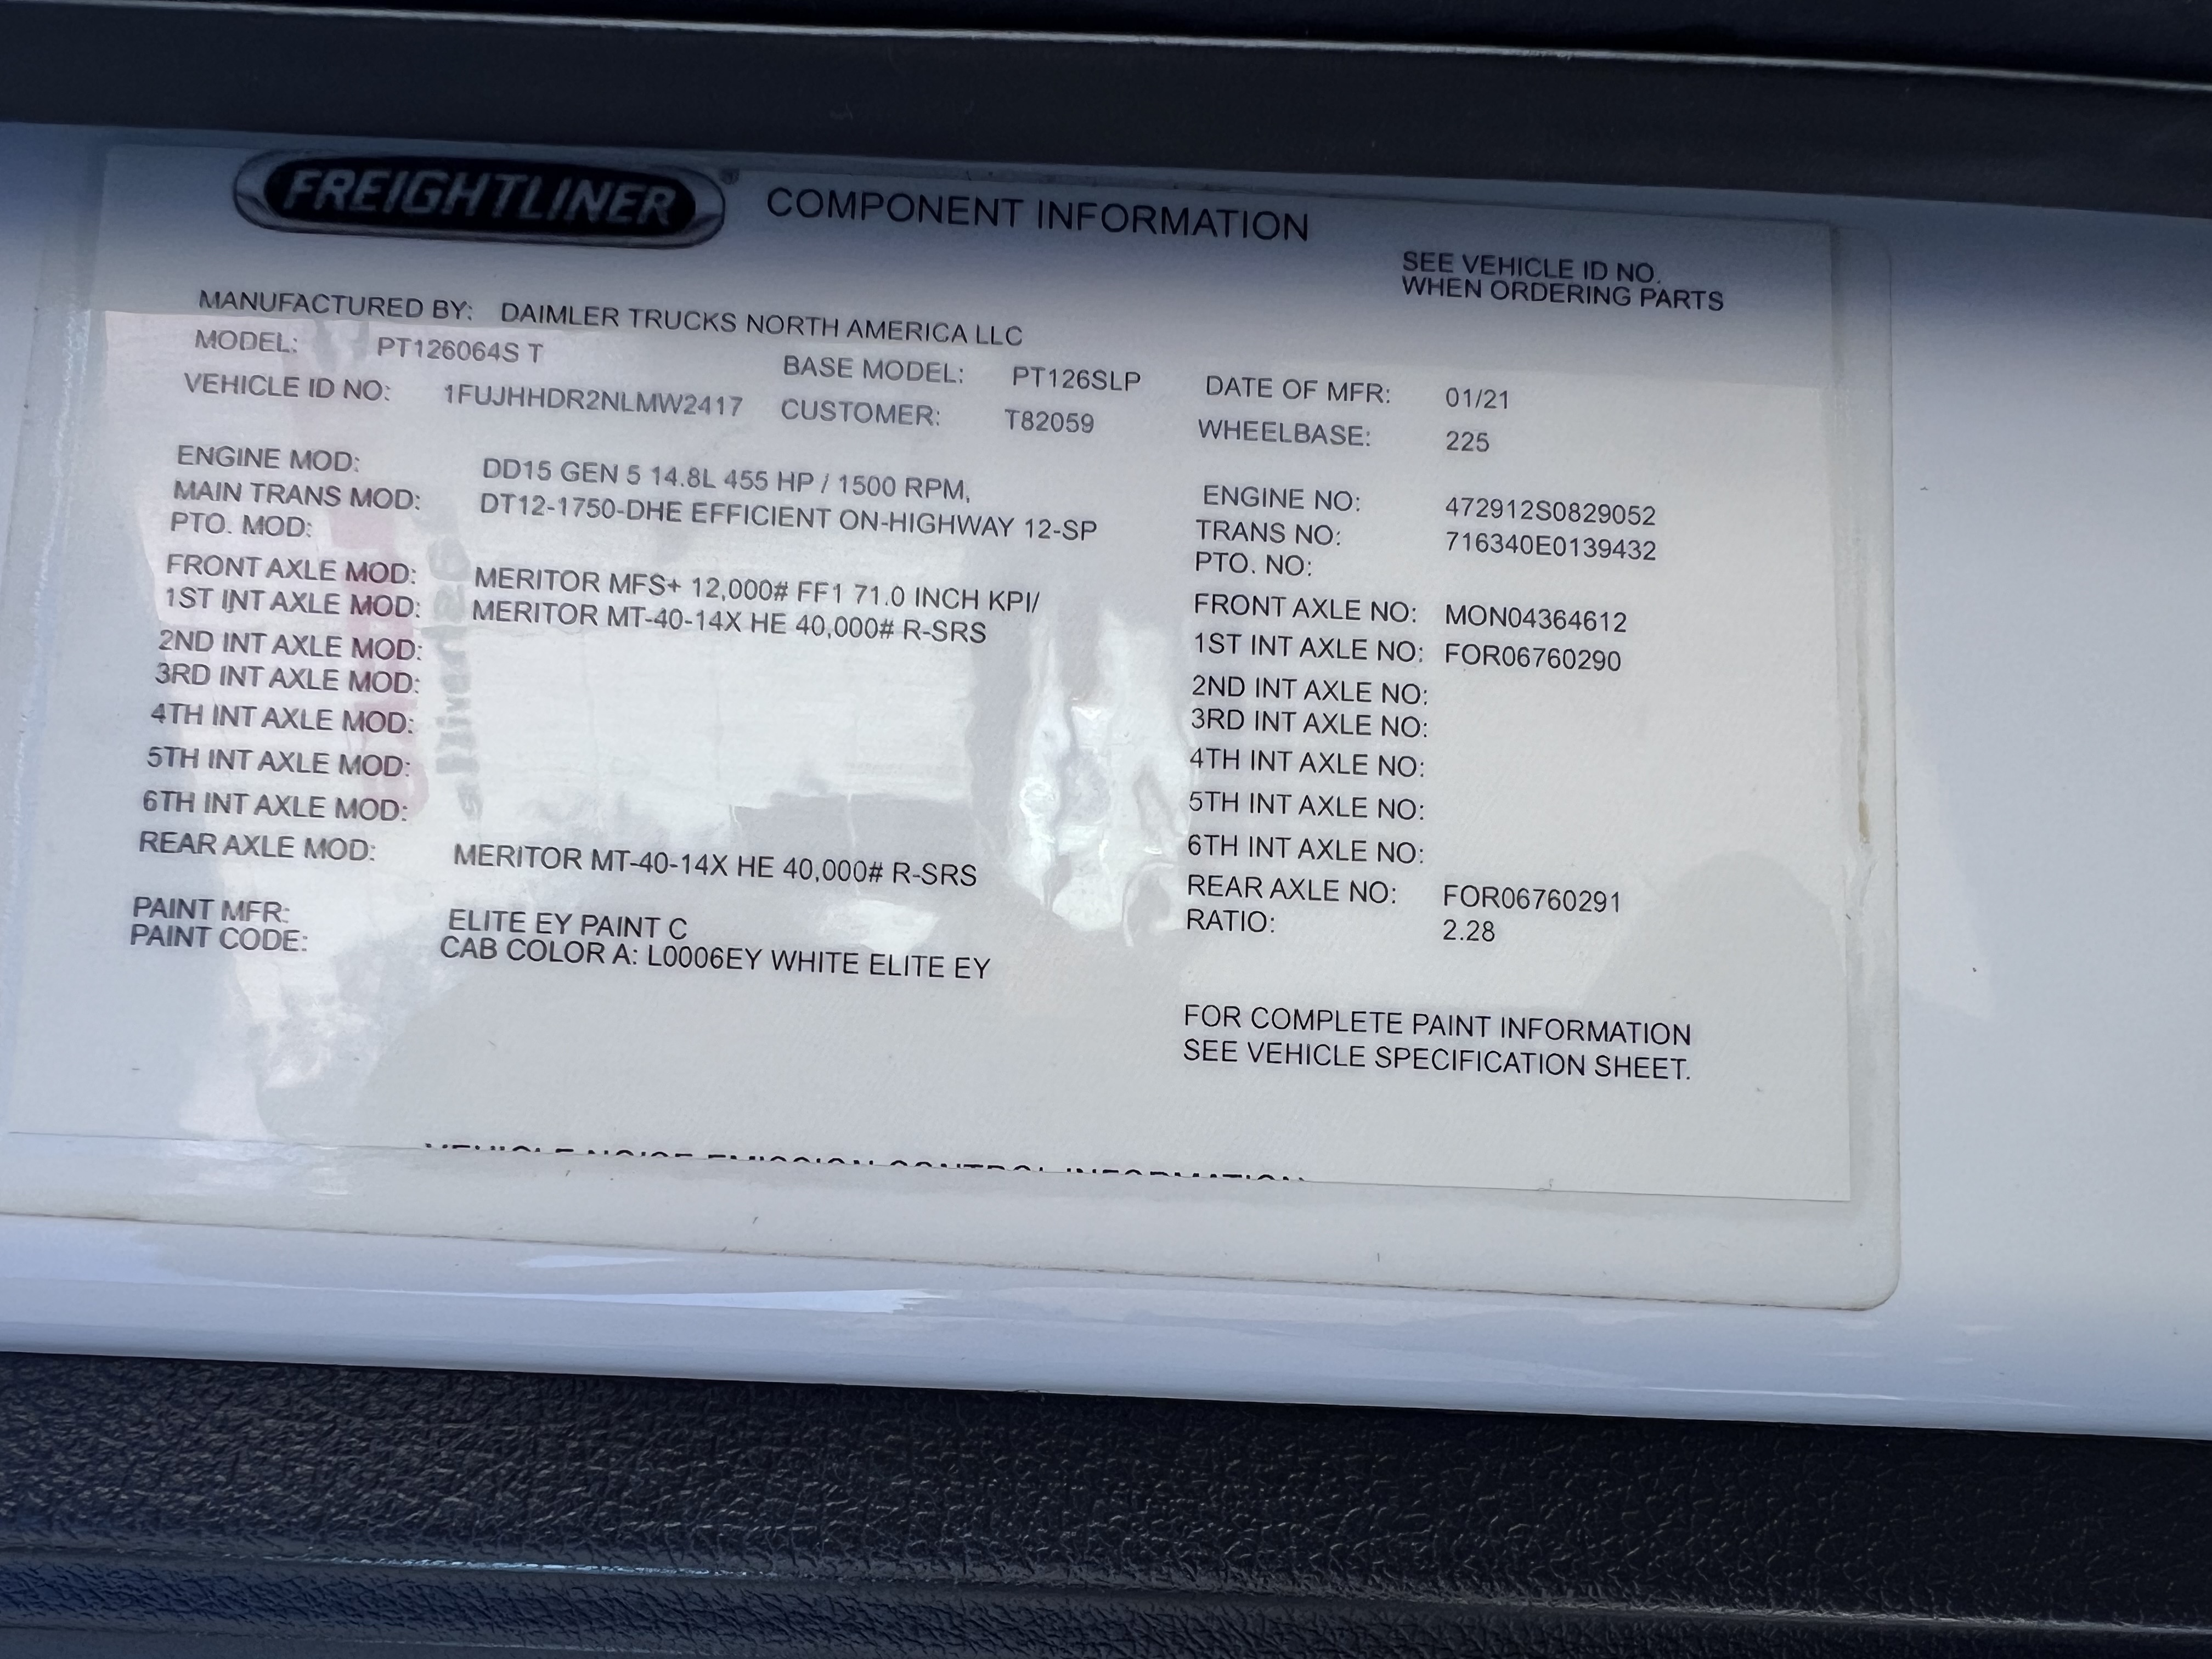 FREIGHTLINER® COMPONENT INFORMATION
SEE VEHICLE ID NO.
WHEN ORDERING PARTS
MANUFACTURED BY: DAIMLER TRUCKS NORTH AMERICA LLC
MODEL: PT126064S T BASE MODEL: PT126SLP DATE OF MFR: 01/21
VEHICLE ID NO: 1FUJHHDR2NLMW2417 CUSTOMER: T82059 WHEELBASE: 225
ENGINE MOD: DD15 GEN 5 14.8L 455 HP / 1500 RPM, ENGINE NO: 472912S0829052
MAIN TRANS MOD: DT12-1750-DHE EFFICIENT ON-HIGHWAY 12-SP TRANS NO: 716340E0139432
PTO. MOD: PTO. NO:
FRONT AXLE MOD: MERITOR MFS+ 12,000# FF1 71.0 INCH KPI/ FRONT AXLE NO: MON04364612
1ST INT AXLE MOD: MERITOR MT-40-14X HE 40,000# R-SRS 1ST INT AXLE NO: FOR06760290
2ND INT AXLE MOD: 2ND INT AXLE NO:
3RD INT AXLE MOD: 3RD INT AXLE NO:
4TH INT AXLE MOD: 4TH INT AXLE NO:
5TH INT AXLE MOD: 5TH INT AXLE NO:
6TH INT AXLE MOD: 6TH INT AXLE NO:
REAR AXLE MOD: MERITOR MT-40-14X HE 40,000# R-SRS REAR AXLE NO: FOR06760291
RATIO: 2.28
PAINT MFR: ELITE EY PAINT C
PAINT CODE: CAB COLOR A: L0006EY WHITE ELITE EY
FOR COMPLETE PAINT INFORMATION
SEE VEHICLE SPECIFICATION SHEET.
VEHICLE NOISE EMISSION CONTROL INFORMATION